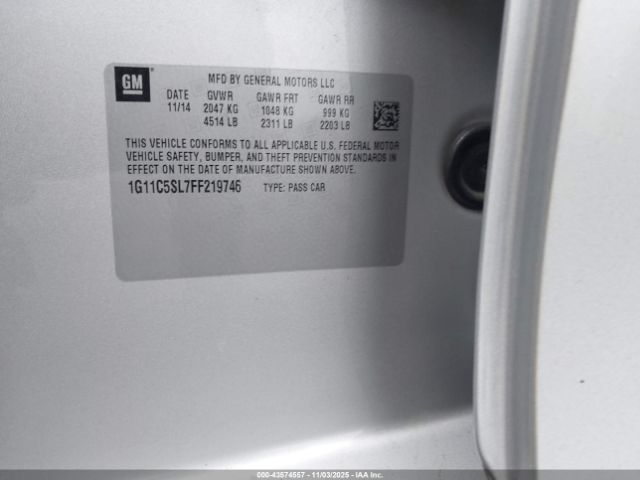 GM
MFD BY GENERAL MOTORS LLC
DATE GVWR GAWR FRT GAWR RR
11/14 2047 KG 1048 KG 999 KG
4514 LB 2311 LB 2203 LB
THIS VEHICLE CONFORMS TO ALL APPLICABLE U.S. FEDERAL MOTOR
VEHICLE SAFETY, BUMPER, AND THEFT PREVENTION STANDARDS IN
EFFECT ON THE DATE OF MANUFACTURE SHOWN ABOVE.
1G11C5SL7FF219746 TYPE: PASS CAR
000-43574557 - 11/03/2025 - IAA, Inc.